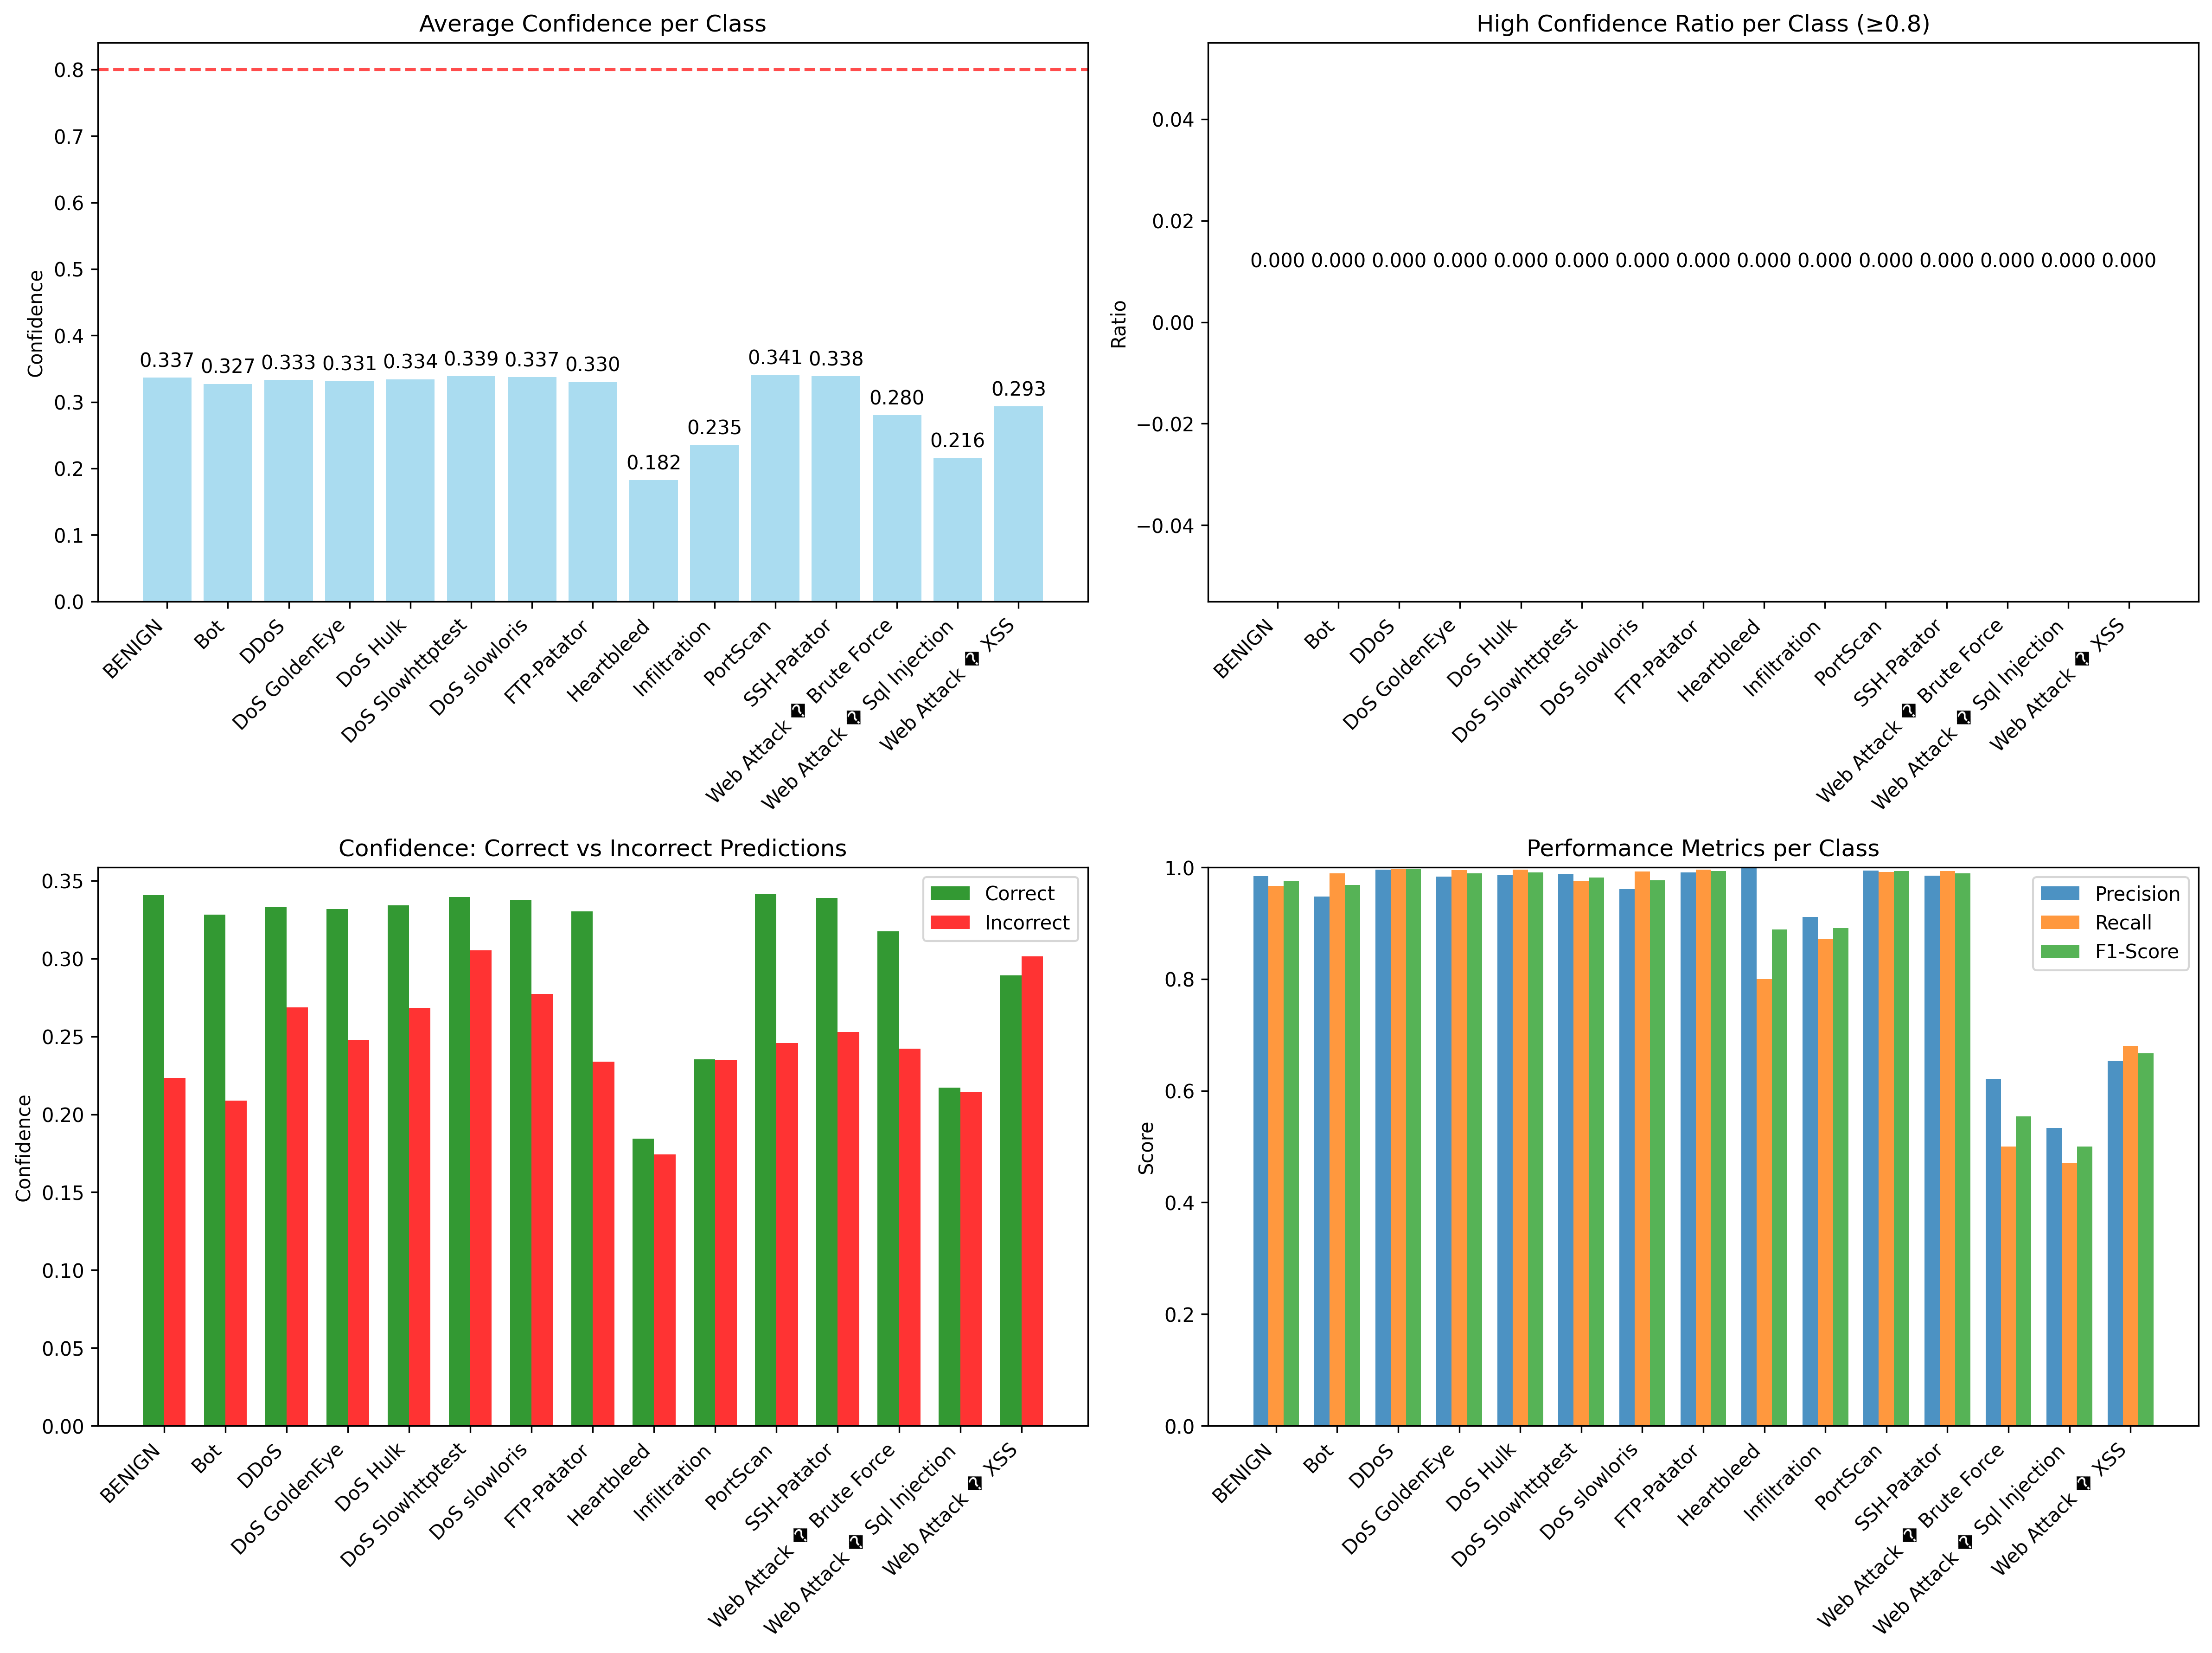 Average Confidence per Class
Confidence
0.8
0.7
0.6
0.5
0.4
0.3
0.2
0.1
0.0
0.337 0.327 0.333 0.331 0.334 0.339 0.337 0.330 0.182 0.235 0.341 0.338 0.280 0.216 0.293
BENIGN
Bot
DDoS
DoS GoldenEye
DoS Hulk
DoS Slowhttptest
DoS slowloris
FTP-Patator
Heartbleed
Infiltration
PortScan
SSH-Patator
Web Attack � Brute Force
Web Attack � Sql Injection
Web Attack � XSS
High Confidence Ratio per Class (≥0.8)
Ratio
0.04
0.02
0.00
−0.02
−0.04
0.000 0.000 0.000 0.000 0.000 0.000 0.000 0.000 0.000 0.000 0.000 0.000 0.000 0.000 0.000
BENIGN
Bot
DDoS
DoS GoldenEye
DoS Hulk
DoS Slowhttptest
DoS slowloris
FTP-Patator
Heartbleed
Infiltration
PortScan
SSH-Patator
Web Attack � Brute Force
Web Attack � Sql Injection
Web Attack � XSS
Confidence: Correct vs Incorrect Predictions
Confidence
0.35
0.30
0.25
0.20
0.15
0.10
0.05
0.00
Correct
Incorrect
BENIGN
Bot
DDoS
DoS GoldenEye
DoS Hulk
DoS Slowhttptest
DoS slowloris
FTP-Patator
Heartbleed
Infiltration
PortScan
SSH-Patator
Web Attack � Brute Force
Web Attack � Sql Injection
Web Attack � XSS
Performance Metrics per Class
Score
1.0
0.8
0.6
0.4
0.2
0.0
Precision
Recall
F1-Score
BENIGN
Bot
DDoS
DoS GoldenEye
DoS Hulk
DoS Slowhttptest
DoS slowloris
FTP-Patator
Heartbleed
Infiltration
PortScan
SSH-Patator
Web Attack � Brute Force
Web Attack � Sql Injection
Web Attack � XSS